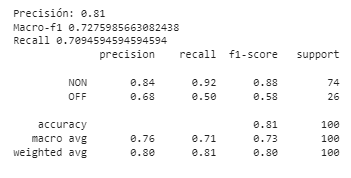 Precisión: 0.81
Macro-f1 0.7275985663082438
Recall 0.7094594594594594
precision recall f1-score support
NON 0.84 0.92 0.88 74
OFF 0.68 0.50 0.58 26
accuracy 0.81 100
macro avg 0.76 0.71 0.73 100
weighted avg 0.80 0.81 0.80 100